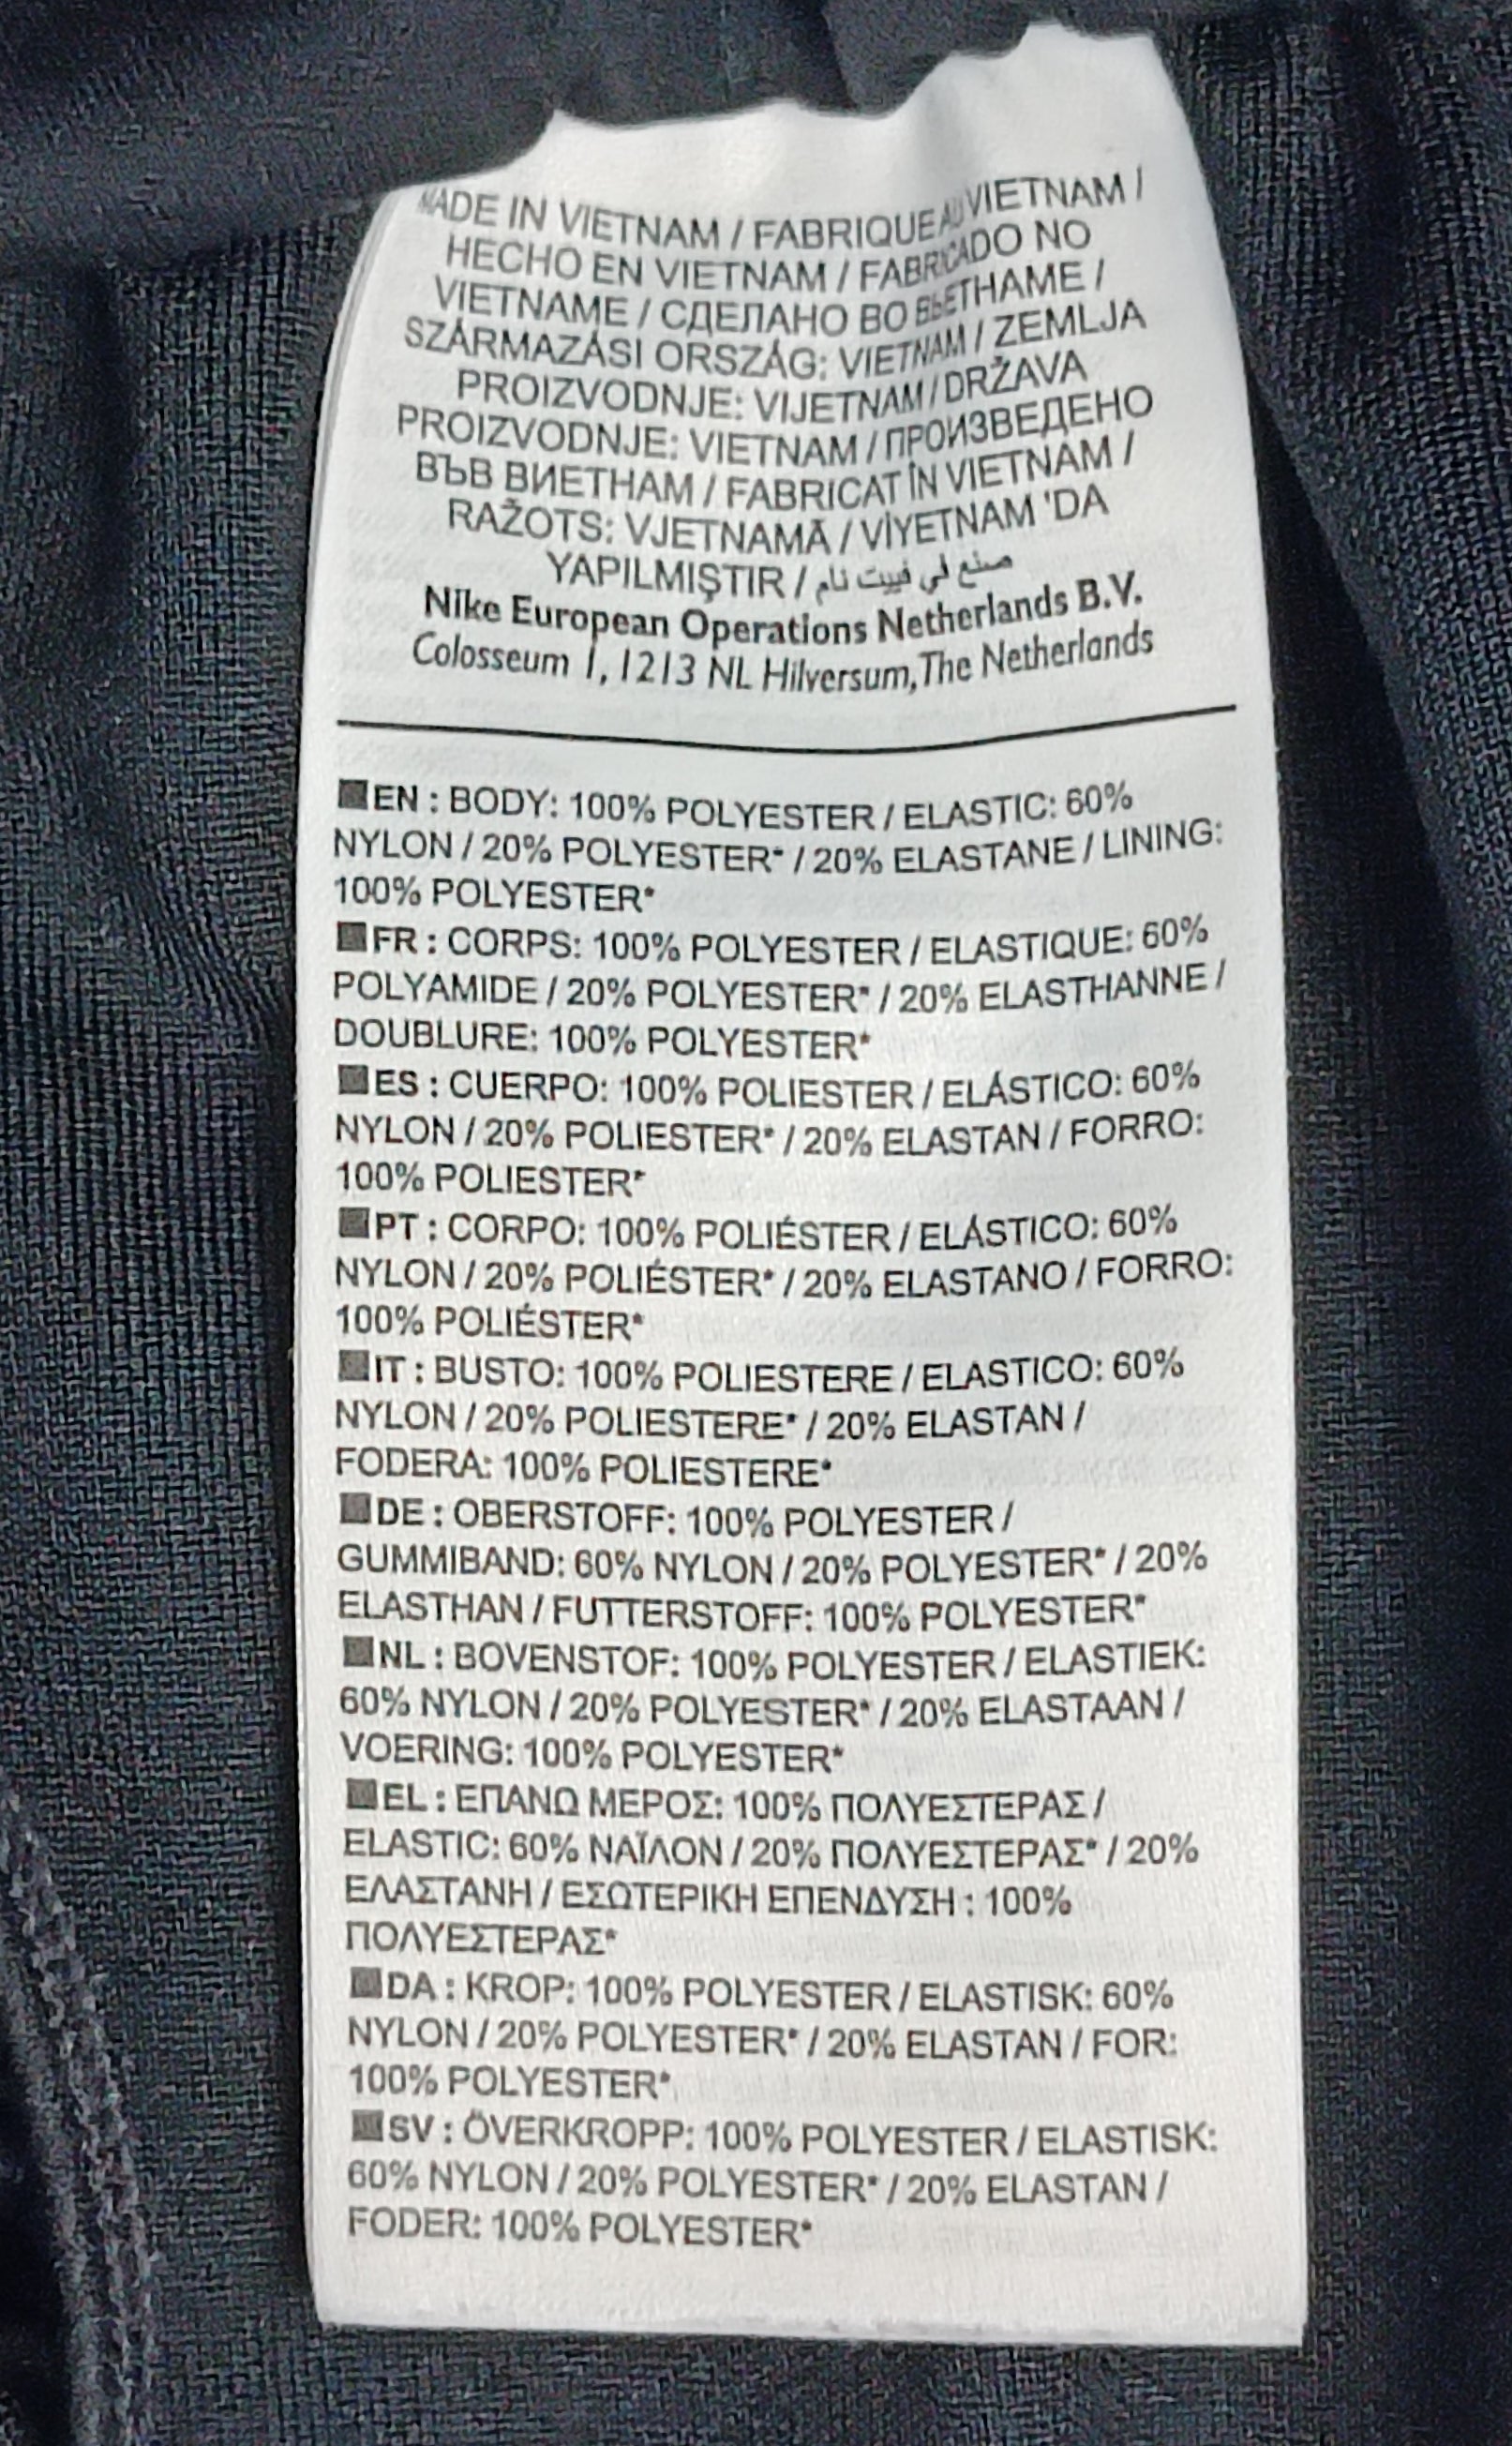 MADE IN VIETNAM / FABRIQUE AU VIETNAM /
HECHO EN VIETNAM / FABRICADO NO
VIETNAME / СДЕЛАНО ВО ВЬЕТНАМЕ /
SZÁRMAZÁSI ORSZÁG: VIETNAM / ZEMLJA
PROIZVODNJE: VIJETNAM / DRŽAVA
PROIZVODNJE: VIETNAM / ПРОИЗВЕДЕНО
ВЪВ ВИЕТНАМ / FABRICAT ÎN VIETNAM /
RAŽOTS: VJETNAMĀ / VİYETNAM 'DA
YAPILMIŞTIR / صنع في فييت نام
Nike European Operations Netherlands B.V.
Colosseum 1, 1213 NL Hilversum, The Netherlands
EN : BODY: 100% POLYESTER / ELASTIC: 60%
NYLON / 20% POLYESTER* / 20% ELASTANE / LINING:
100% POLYESTER*
FR : CORPS: 100% POLYESTER / ELASTIQUE: 60%
POLYAMIDE / 20% POLYESTER* / 20% ELASTHANNE /
DOUBLURE: 100% POLYESTER*
ES : CUERPO: 100% POLIESTER / ELÁSTICO: 60%
NYLON / 20% POLIESTER* / 20% ELASTAN / FORRO:
100% POLIESTER*
PT : CORPO: 100% POLIÉSTER / ELÁSTICO: 60%
NYLON / 20% POLIÉSTER* / 20% ELASTANO / FORRO:
100% POLIÉSTER*
IT : BUSTO: 100% POLIESTERE / ELASTICO: 60%
NYLON / 20% POLIESTERE* / 20% ELASTAN /
FODERA: 100% POLIESTERE*
DE : OBERSTOFF: 100% POLYESTER /
GUMMIBAND: 60% NYLON / 20% POLYESTER* / 20%
ELASTHAN / FUTTERSTOFF: 100% POLYESTER*
NL : BOVENSTOF: 100% POLYESTER / ELASTIEK:
60% NYLON / 20% POLYESTER* / 20% ELASTAAN /
VOERING: 100% POLYESTER*
EL : ΕΠΑΝΩ ΜΕΡΟΣ: 100% ΠΟΛΥΕΣΤΕΡΑΣ /
ELASTIC: 60% ΝΑΪΛΟΝ / 20% ΠΟΛΥΕΣΤΕΡΑΣ* / 20%
ΕΛΑΣΤΑΝΗ / ΕΣΩΤΕΡΙΚΗ ΕΠΕΝΔΥΣΗ : 100%
ΠΟΛΥΕΣΤΕΡΑΣ*
DA : KROP: 100% POLYESTER / ELASTISK: 60%
NYLON / 20% POLYESTER* / 20% ELASTAN / FOR:
100% POLYESTER*
SV : ÖVERKROPP: 100% POLYESTER / ELASTISK:
60% NYLON / 20% POLYESTER* / 20% ELASTAN /
FODER: 100% POLYESTER*